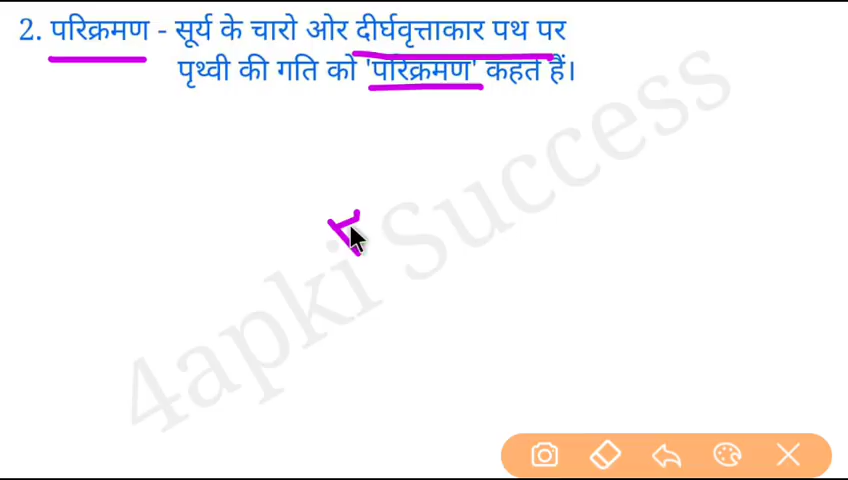 2. परिक्रमण - सूर्य के चारो ओर दीर्घवृत्ताकार पथ पर
पृथ्वी की गति को 'परिक्रमण' कहते हैं।
4apki Success